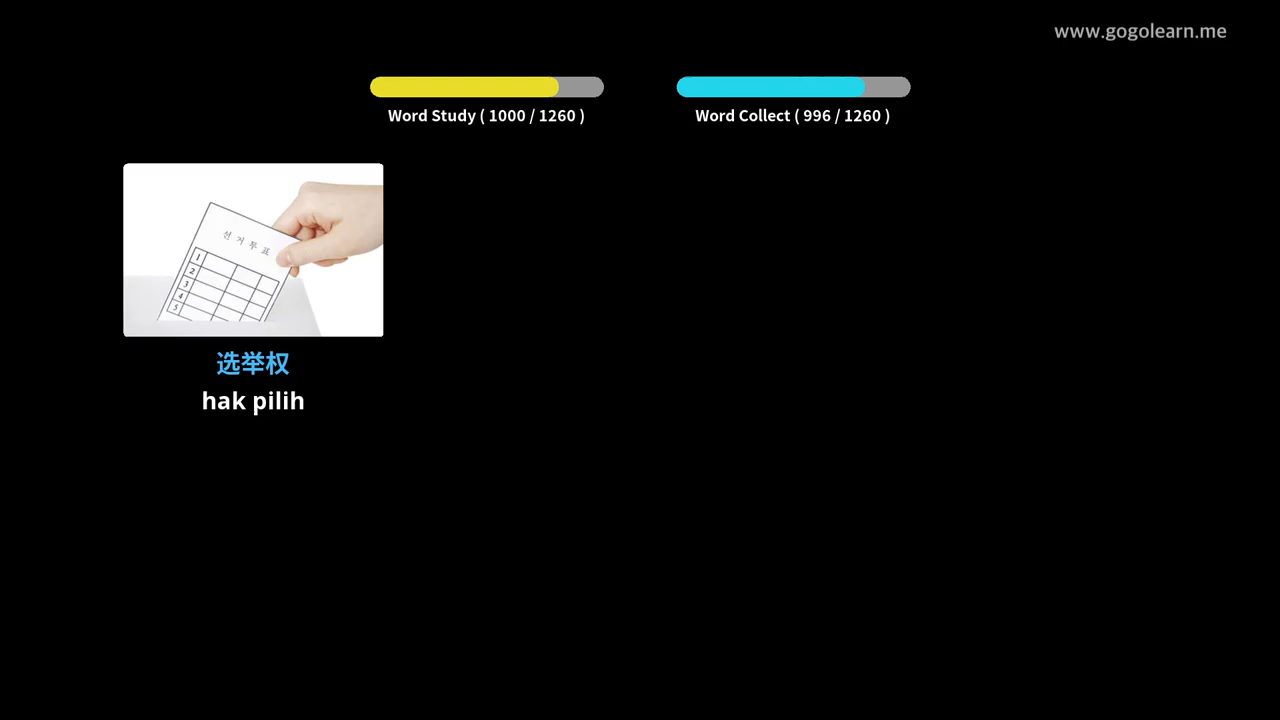 www.gogolearn.me
Word Study ( 1000 / 1260 )
Word Collect ( 996 / 1260 )
선거투표
1
2
3
4
5
选举权
hak pilih